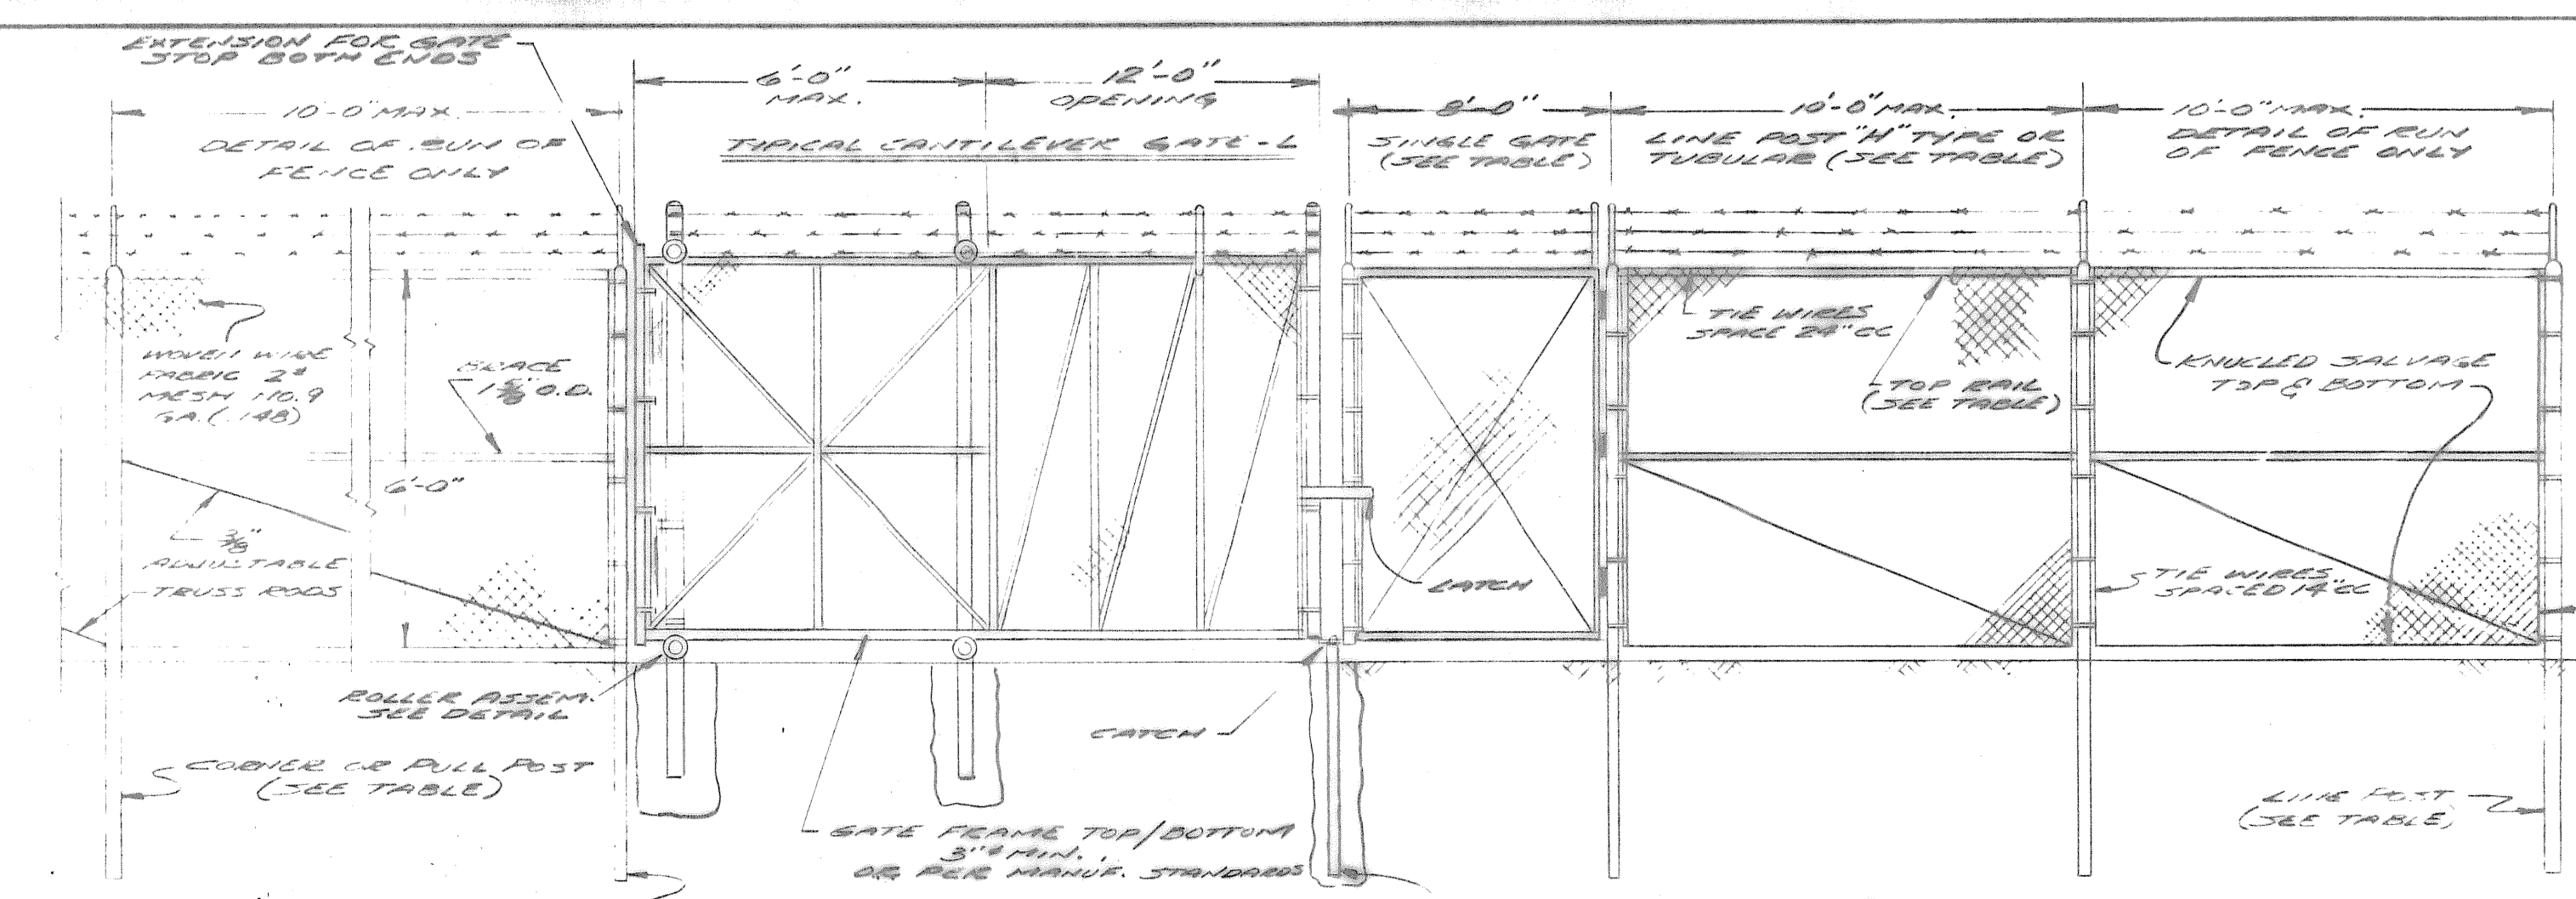 EXTENSION FOR GATE
STOP BOTH ENDS
10'-0" MAX.
DETAIL OF RUN OF
FENCE ONLY
6'-0"
MAX.
12'-0"
OPENING
TYPICAL CANTILEVER GATE - L
8'-0"
SINGLE GATE
(SEE TABLE)
10'-0" MAX.
LINE POST "H" TYPE OR
TUBULAR (SEE TABLE)
10'-0" MAX.
DETAIL OF RUN
OF FENCE ONLY
WOVEN WIRE
FABRIC 2"
MESH NO. 9
GA. (.148)
BRACE
1 5/8" O.D.
6'-0"
3/8"
ADJUSTABLE
TRUSS RODS
TIE WIRES
SPACE 24" CC
TOP RAIL
(SEE TABLE)
KNUCLED SALVAGE
TOP & BOTTOM
LATCH
TIE WIRES
SPACED 14" CC
ROLLER ASSEM.
SEE DETAIL
CORNER OR PULL POST
(SEE TABLE)
CATCH
GATE FRAME TOP/BOTTOM
3"ø MIN.
OR PER MANUF. STANDARDS
LINE POST
(SEE TABLE)